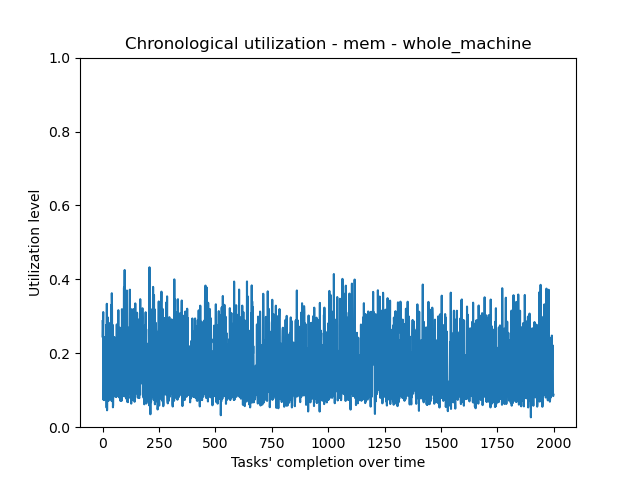 Chronological utilization - mem - whole_machine
1.0
0.8
0.6
0.4
0.2
0.0
Utilization level
0 250 500 750 1000 1250 1500 1750 2000
Tasks' completion over time